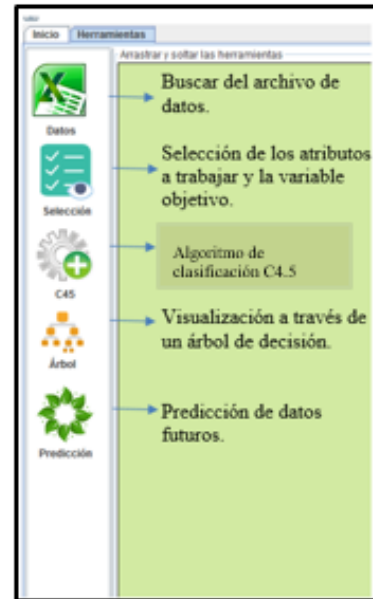 Inicio Herramientas
Arrastrar y soltar las herramientas
Buscar del archivo de
datos.
Datos
Selección de los atributos
a trabajar y la variable
objetivo.
Selección
Algoritmo de
clasificación C4.5
C45
Visualización a través de
un árbol de decisión.
Árbol
Predicción de datos
futuros.
Predicción